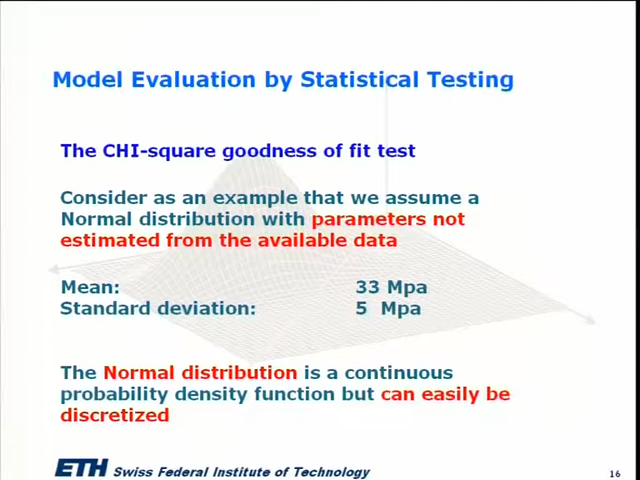 Model Evaluation by Statistical Testing
The CHI-square goodness of fit test
Consider as an example that we assume a
Normal distribution with parameters not
estimated from the available data
Mean: 33 Mpa
Standard deviation: 5 Mpa
The Normal distribution is a continuous
probability density function but can easily be
discretized
ETH Swiss Federal Institute of Technology
16